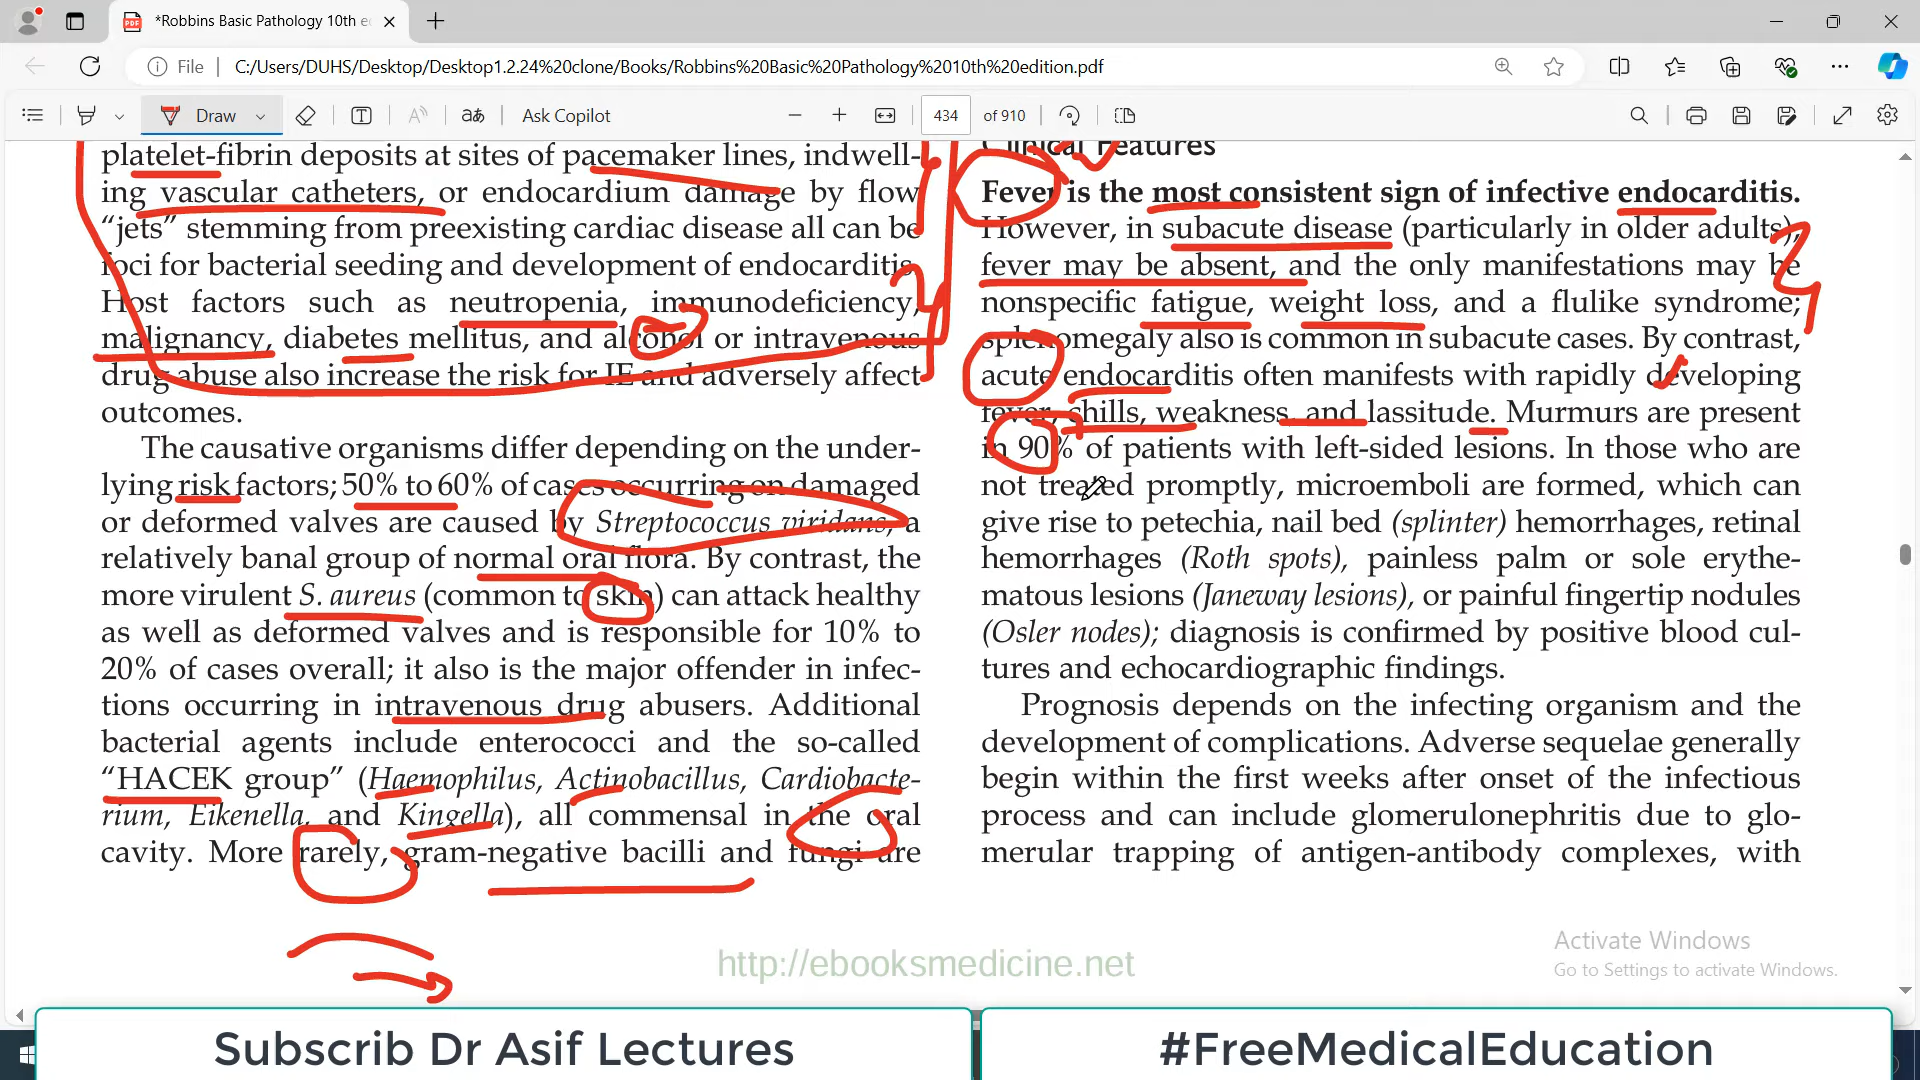 *Robbins Basic Pathology 10th e
File
C:/Users/DUHS/Desktop/Desktop1.2.24%20clone/Books/Robbins%20Basic%20Pathology%2010th%20edition.pdf
Draw
aあ
Ask Copilot
434
of 910
platelet-fibrin deposits at sites of pacemaker lines, indwell-
ing vascular catheters, or endocardium damage by flow
“jets” stemming from preexisting cardiac disease all can be
foci for bacterial seeding and development of endocarditis.
Host factors such as neutropenia, immunodeficiency,
malignancy, diabetes mellitus, and alcohol or intravenous
drug abuse also increase the risk for IE and adversely affect
outcomes.
The causative organisms differ depending on the under-
lying risk factors; 50% to 60% of cases occurring on damaged
or deformed valves are caused by Streptococcus viridans, a
relatively banal group of normal oral flora. By contrast, the
more virulent S. aureus (common to skin) can attack healthy
as well as deformed valves and is responsible for 10% to
20% of cases overall; it also is the major offender in infec-
tions occurring in intravenous drug abusers. Additional
bacterial agents include enterococci and the so-called
“HACEK group” (Haemophilus, Actinobacillus, Cardiobacte-
rium, Eikenella, and Kingella), all commensal in the oral
cavity. More rarely, gram-negative bacilli and fungi are
Clinical Features
Fever is the most consistent sign of infective endocarditis.
However, in subacute disease (particularly in older adults),
fever may be absent, and the only manifestations may be
nonspecific fatigue, weight loss, and a flulike syndrome;
splenomegaly also is common in subacute cases. By contrast,
acute endocarditis often manifests with rapidly developing
fever, chills, weakness, and lassitude. Murmurs are present
in 90% of patients with left-sided lesions. In those who are
not treated promptly, microemboli are formed, which can
give rise to petechia, nail bed (splinter) hemorrhages, retinal
hemorrhages (Roth spots), painless palm or sole erythe-
matous lesions (Janeway lesions), or painful fingertip nodules
(Osler nodes); diagnosis is confirmed by positive blood cul-
tures and echocardiographic findings.
Prognosis depends on the infecting organism and the
development of complications. Adverse sequelae generally
begin within the first weeks after onset of the infectious
process and can include glomerulonephritis due to glo-
merular trapping of antigen-antibody complexes, with
http://ebooksmedicine.net
Activate Windows
Go to Settings to activate Windows.
Subscrib Dr Asif Lectures
#FreeMedicalEducation